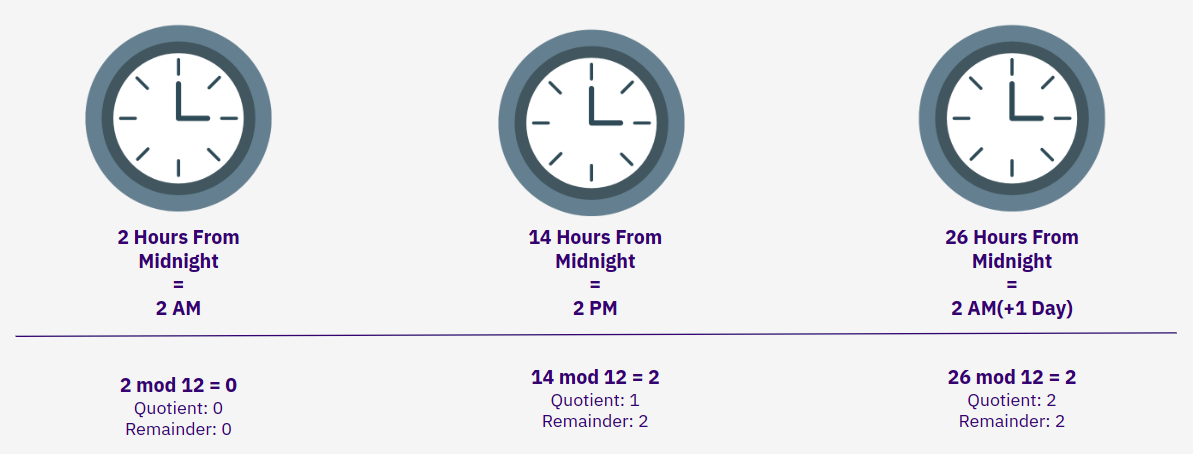 2 Hours From
Midnight
=
2 AM
14 Hours From
Midnight
=
2 PM
26 Hours From
Midnight
=
2 AM(+1 Day)
2 mod 12 = 0
Quotient: 0
Remainder: 0
14 mod 12 = 2
Quotient: 1
Remainder: 2
26 mod 12 = 2
Quotient: 2
Remainder: 2